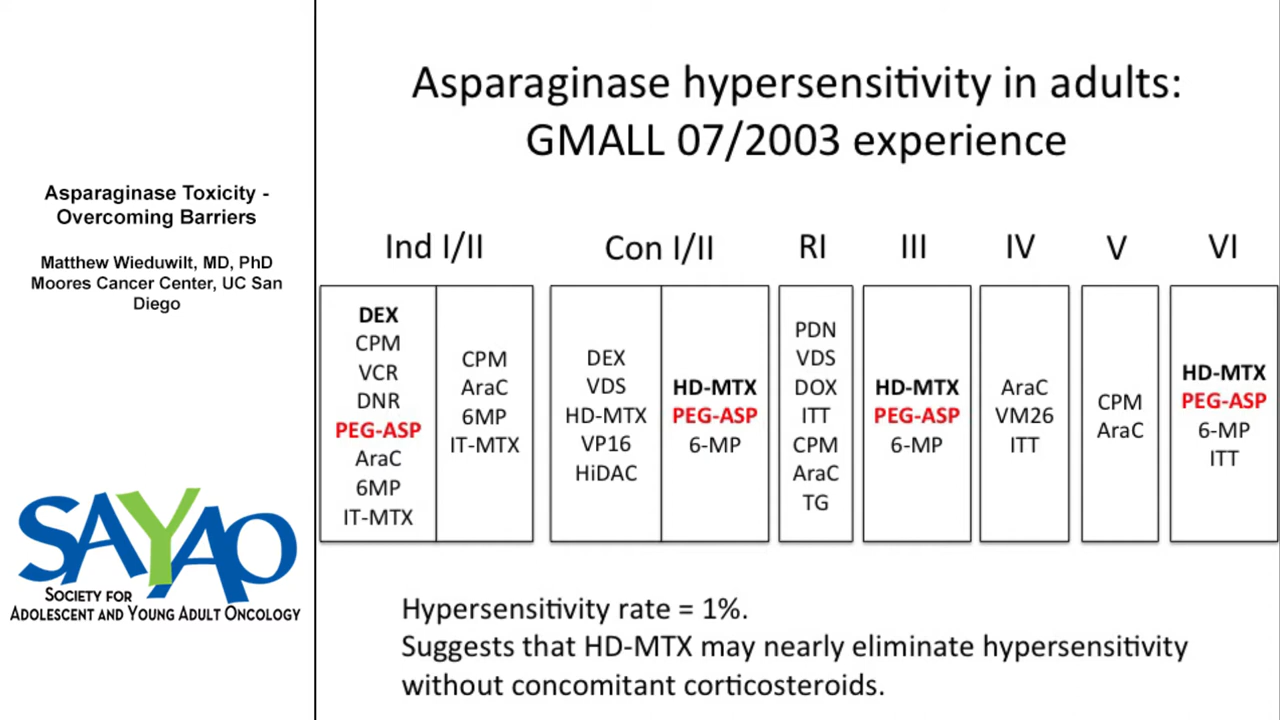 Asparaginase Toxicity -
Overcoming Barriers
Matthew Wieduwilt, MD, PhD
Moores Cancer Center, UC San
Diego
SAYAO
SOCIETY FOR
ADOLESCENT AND YOUNG ADULT ONCOLOGY
Asparaginase hypersensitivity in adults:
GMALL 07/2003 experience
Ind I/II
DEX
CPM
VCR
DNR
PEG-ASP
AraC
6MP
IT-MTX
CPM
AraC
6MP
IT-MTX
Con I/II
DEX
VDS
HD-MTX
VP16
HiDAC
HD-MTX
PEG-ASP
6-MP
RI
PDN
VDS
DOX
ITT
CPM
AraC
TG
III
HD-MTX
PEG-ASP
6-MP
IV
AraC
VM26
ITT
V
CPM
AraC
VI
HD-MTX
PEG-ASP
6-MP
ITT
Hypersensitivity rate = 1%.
Suggests that HD-MTX may nearly eliminate hypersensitivity
without concomitant corticosteroids.